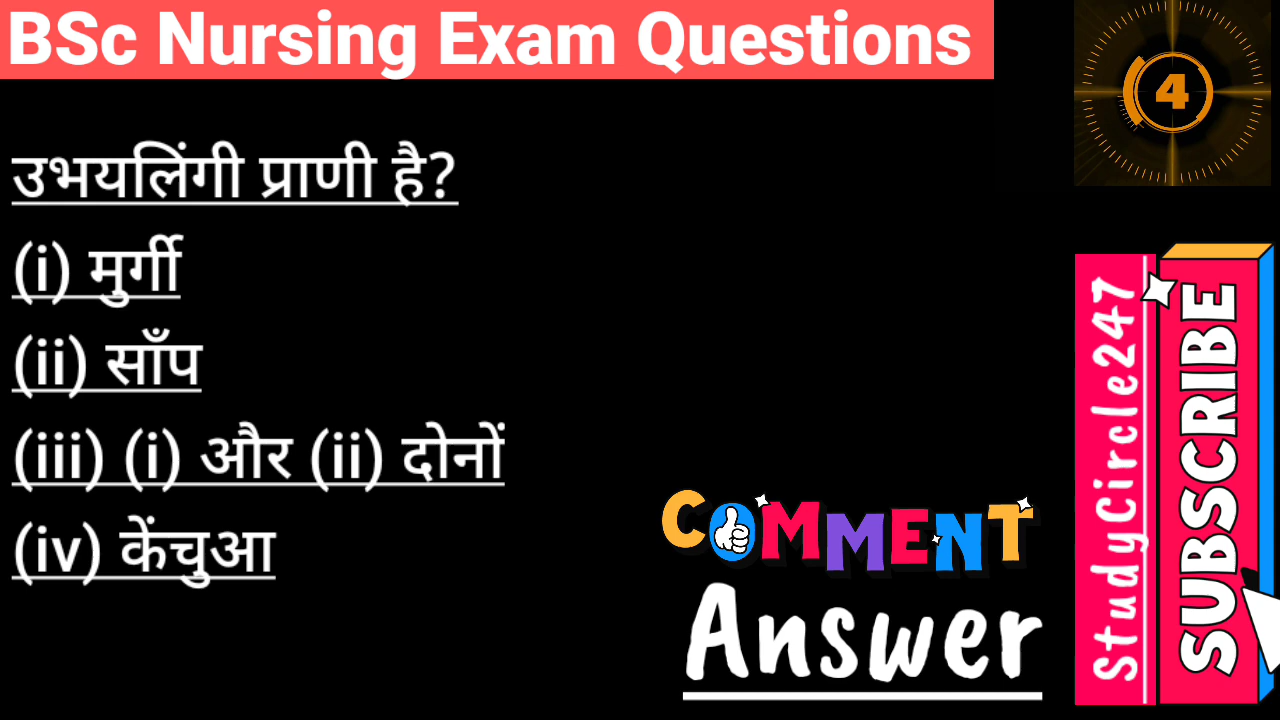 BSc Nursing Exam Questions
4
उभयलिंगी प्राणी है?
(i) मुर्गी
(ii) साँप
(iii) (i) और (ii) दोनों
(iv) केंचुआ
COMMENT
Answer
StudyCircle247
SUBSCRIBE